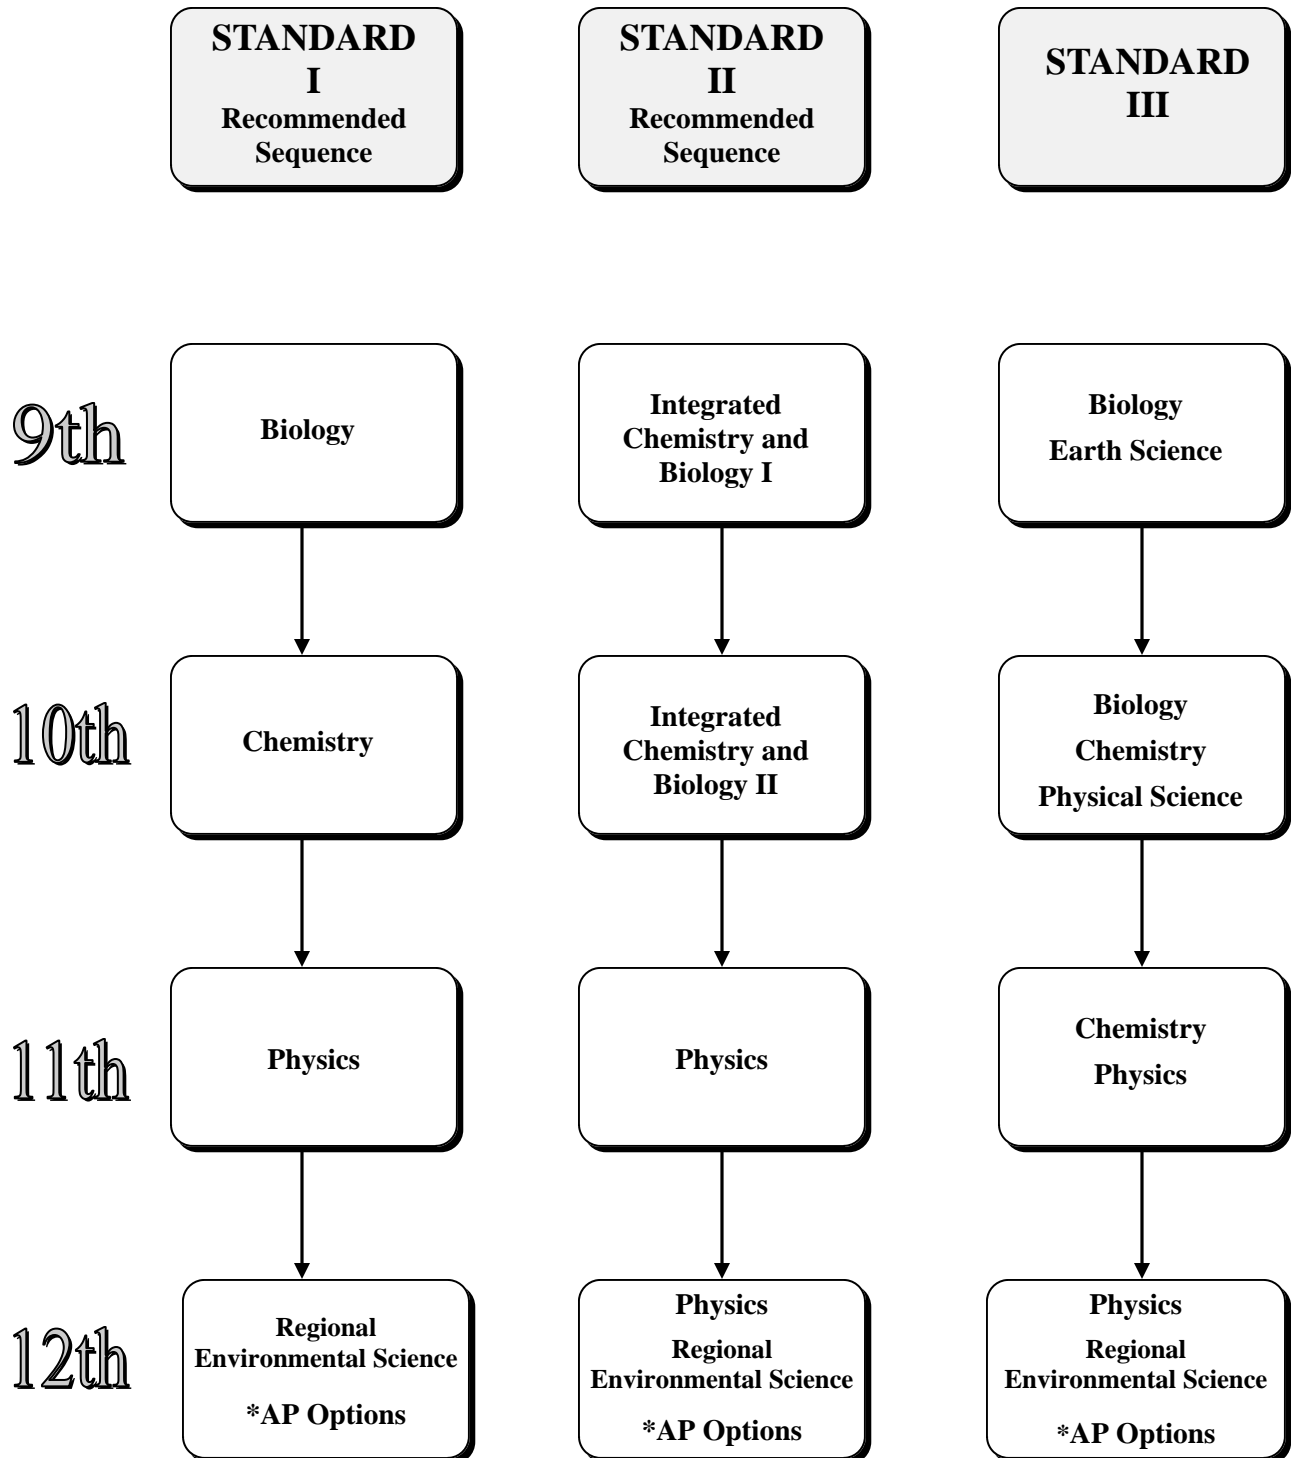 STANDARD
I
Recommended
Sequence
STANDARD
II
Recommended
Sequence
STANDARD
III
9th
Biology
Integrated
Chemistry and
Biology I
Biology
Earth Science
10th
Chemistry
Integrated
Chemistry and
Biology II
Biology
Chemistry
Physical Science
11th
Physics
Physics
Chemistry
Physics
12th
Regional
Environmental Science
*AP Options
Physics
Regional
Environmental Science
*AP Options
Physics
Regional
Environmental Science
*AP Options